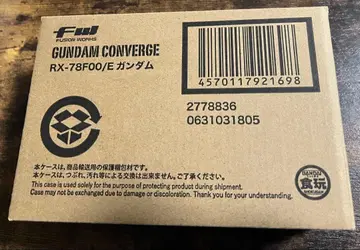 FW
FUSION WORKS
GUNDAM CONVERGE
RX-78F00/E ガンダム
4570117921698
2778836
0631031805
本ケースは、商品輸送用の保護梱包材です。
本ケースは、つぶれ、汚れ等による交換は出来ません。ご了承ください。
This case is used solely for the purpose of protecting product during shipment.
Case may not be exchanged due to damage or discoloration. Thank you for your understanding.
BANDAI
食玩